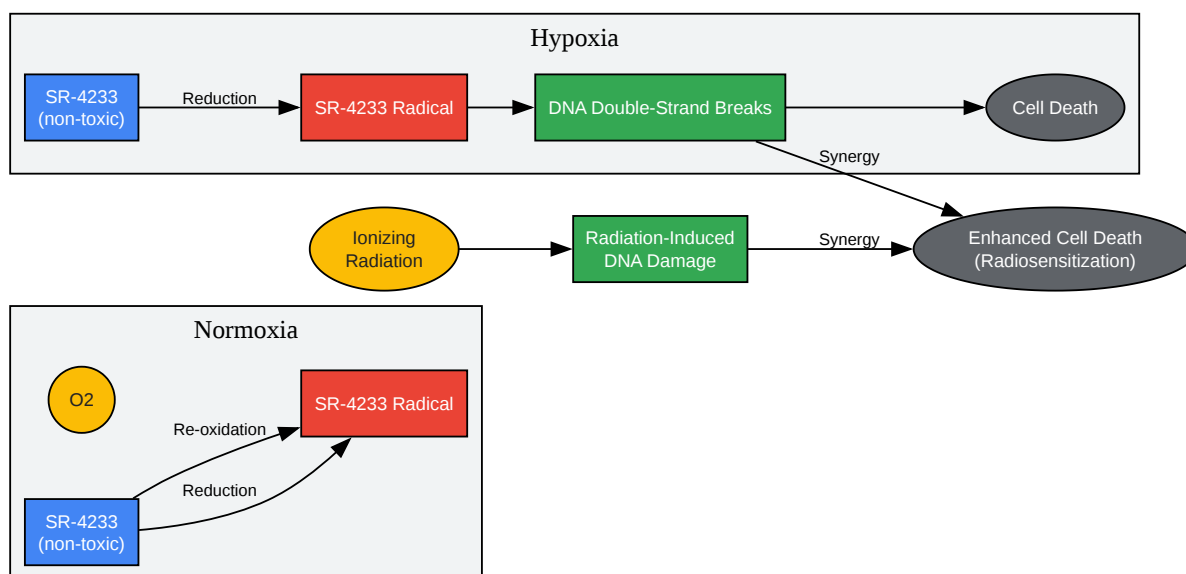 Hypoxia
SR-4233
(non-toxic)
Reduction
SR-4233 Radical
DNA Double-Strand Breaks
Cell Death
Synergy
Ionizing
Radiation
Radiation-Induced
DNA Damage
Synergy
Enhanced Cell Death
(Radiosensitization)
Normoxia
O2
SR-4233 Radical
Re-oxidation
Reduction
SR-4233
(non-toxic)